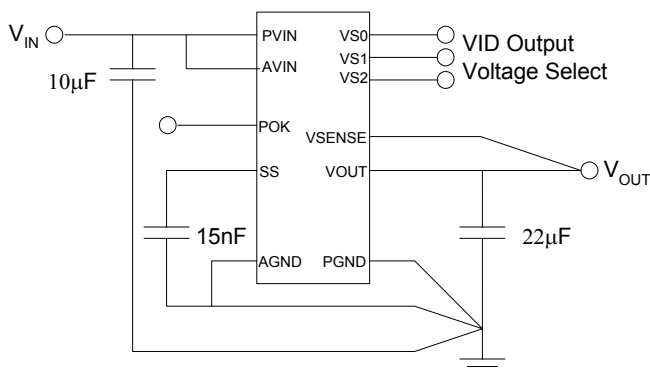 VIN
PVIN
AVIN
10μF
POK
SS
15nF
AGND
VS0
VS1
VS2
VID Output
Voltage Select
VSENSE
VOUT
VOUT
22μF
PGND